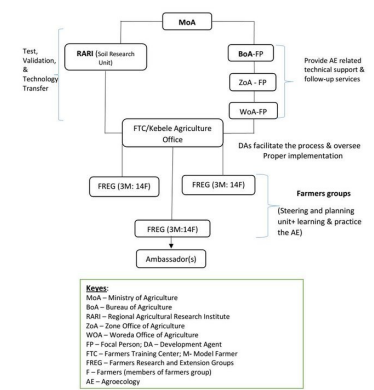 MoA
Test,
Validation,
&
Technology
Transfer
RARI (Soil Research
Unit)
BoA-FP
ZoA - FP
WoA-FP
Provide AE related
technical support &
follow-up services
FTC/Kebele Agriculture
Office
DAs facilitate the process & oversee
Proper implementation
FREG (3M: 14F)
FREG (3M: 14F)
FREG (3M:14F)
Farmers groups
(Steering and planning
unit+ learning & practice
the AE)
Ambassador(s)
Keyes:
MoA – Ministry of Agriculture
BoA – Bureau of Agriculture
RARI – Regional Agricultural Research Institute
ZoA – Zone Office of Agriculture
WOA – Woreda Office of Agriculture
FP – Focal Person; DA – Development Agent
FTC – Farmers Training Center; M- Model Farmer
FREG – Farmers Research and Extension Groups
F – Farmers (members of farmers group)
AE – Agroecology